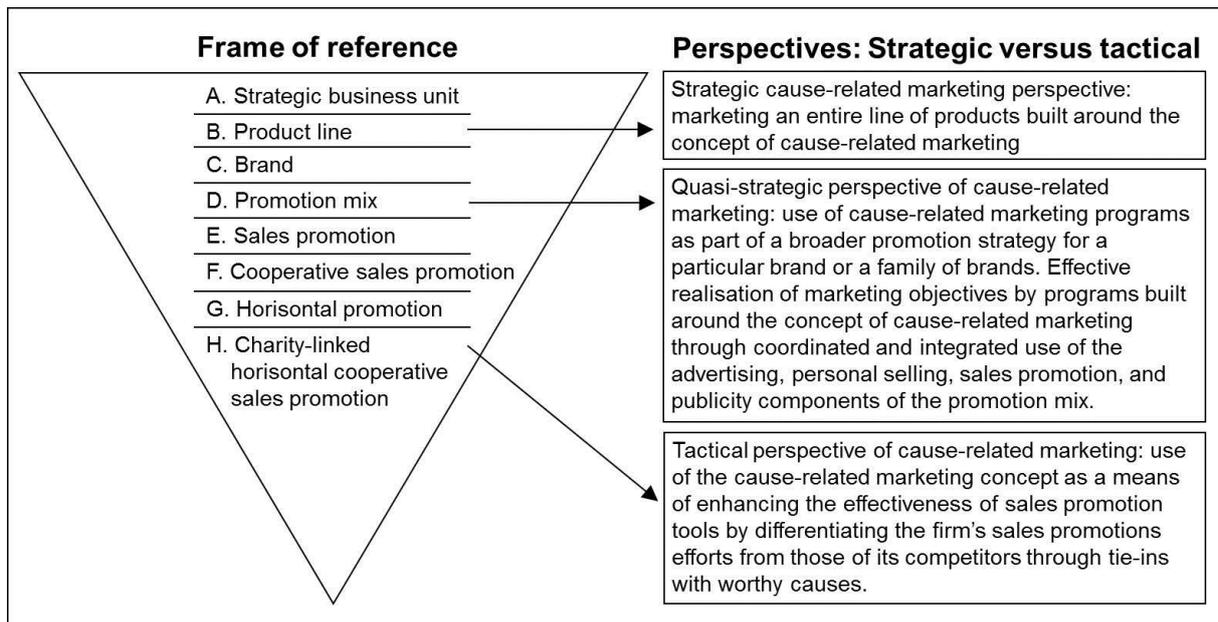 Frame of reference
A. Strategic business unit
B. Product line
C. Brand
D. Promotion mix
E. Sales promotion
F. Cooperative sales promotion
G. Horisontal promotion
H. Charity-linked
horisontal cooperative
sales promotion
Perspectives: Strategic versus tactical
Strategic cause-related marketing perspective:
marketing an entire line of products built around the
concept of cause-related marketing
Quasi-strategic perspective of cause-related
marketing: use of cause-related marketing programs
as part of a broader promotion strategy for a
particular brand or a family of brands. Effective
realisation of marketing objectives by programs built
around the concept of cause-related marketing
through coordinated and integrated use of the
advertising, personal selling, sales promotion, and
publicity components of the promotion mix.
Tactical perspective of cause-related marketing: use
of the cause-related marketing concept as a means
of enhancing the effectiveness of sales promotion
tools by differentiating the firm's sales promotions
efforts from those of its competitors through tie-ins
with worthy causes.